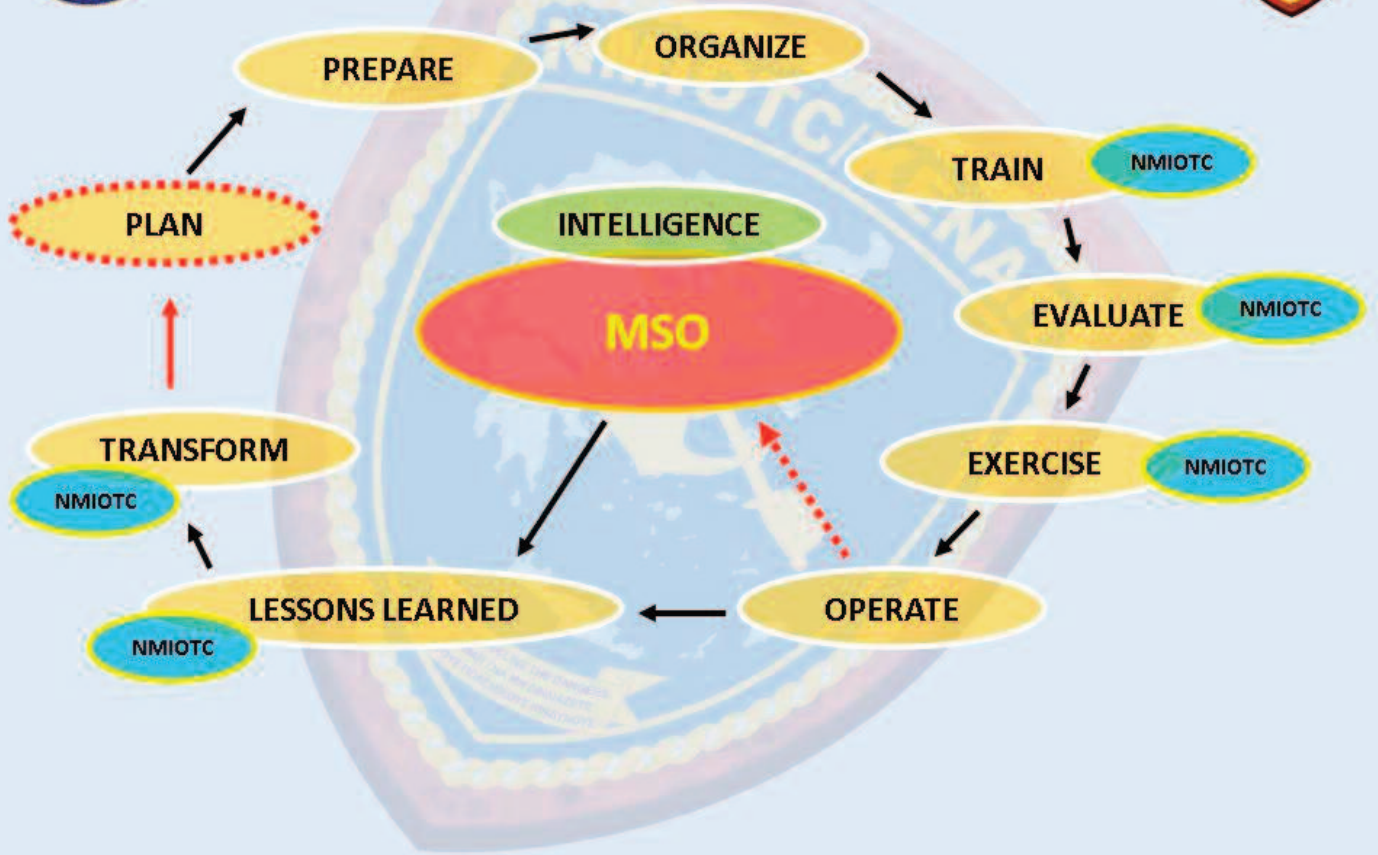 PREPARE
ORGANIZE
TRAIN
NMIOTC
PLAN
INTELLIGENCE
MSO
EVALUATE
NMIOTC
TRANSFORM
NMIOTC
EXERCISE
NMIOTC
LESSONS LEARNED
NMIOTC
OPERATE